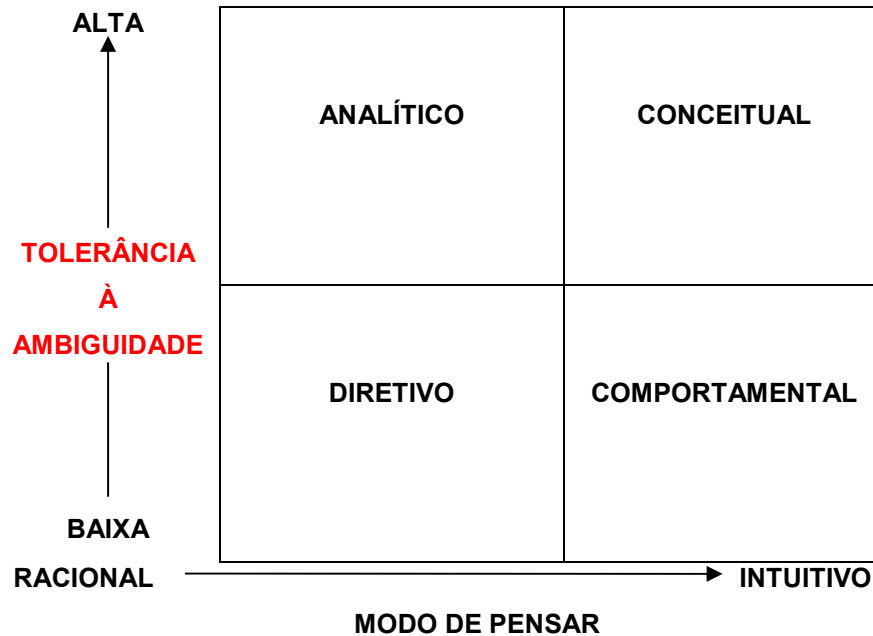 ALTA
ANALÍTICO
CONCEITUAL
TOLERÂNCIA
À
AMBIGUIDADE
DIRETIVO
COMPORTAMENTAL
BAIXA
RACIONAL
INTUITIVO
MODO DE PENSAR